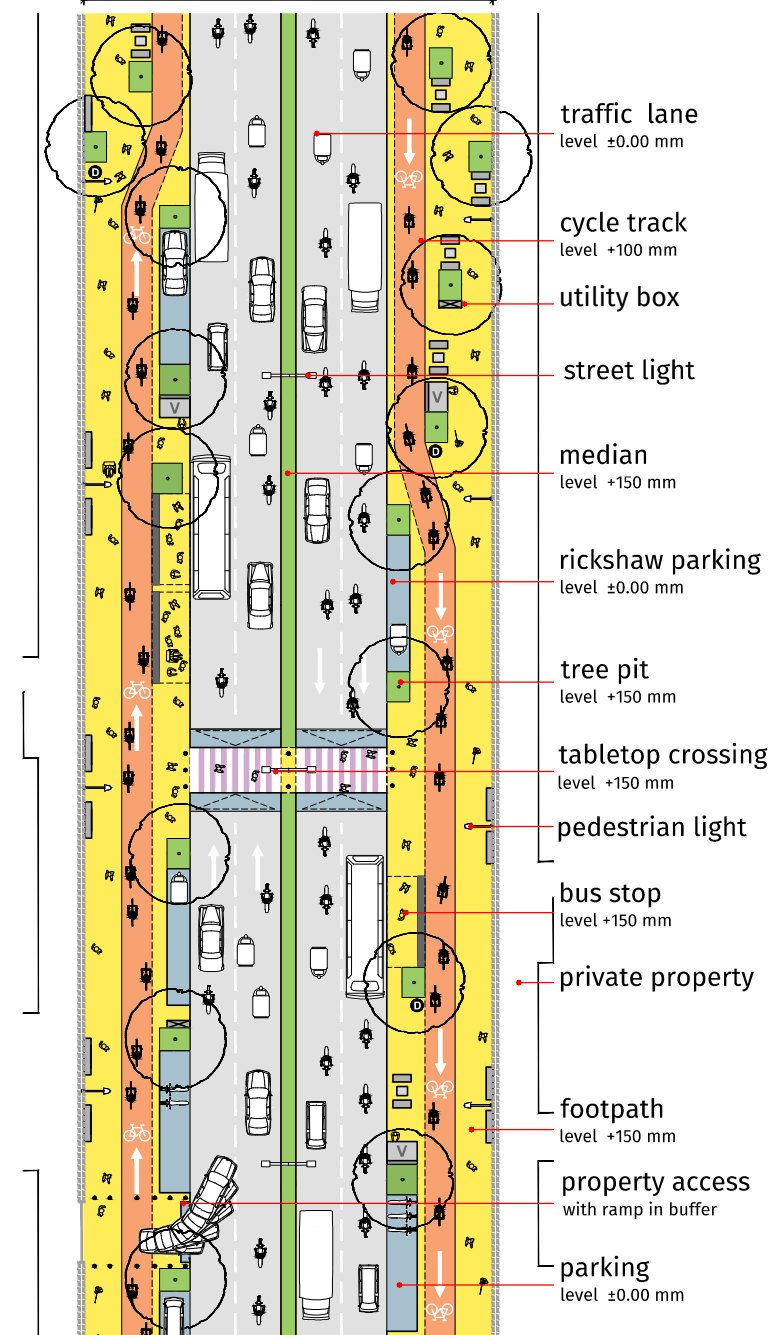 traffic lane
level ±0.00 mm
D
cycle track
level +100 mm
utility box
street light
V
V
D
median
level +150 mm
rickshaw parking
level ±0.00 mm
tree pit
level +150 mm
tabletop crossing
level +150 mm
pedestrian light
bus stop
level +150 mm
private property
D
footpath
level +150 mm
V
property access
with ramp in buffer
parking
level ±0.00 mm